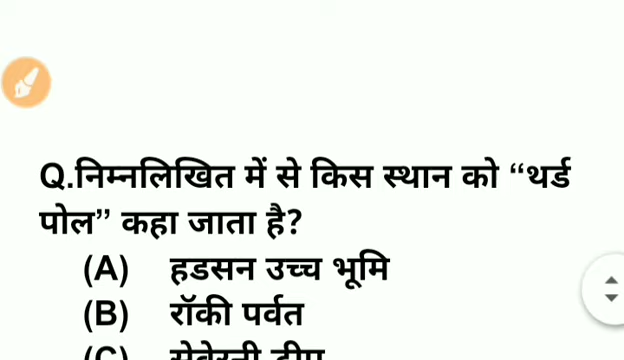 Q.निम्नलिखित में से किस स्थान को “थर्ड
पोल” कहा जाता है?
(A) हडसन उच्च भूमि
(B) रॉकी पर्वत
(C)